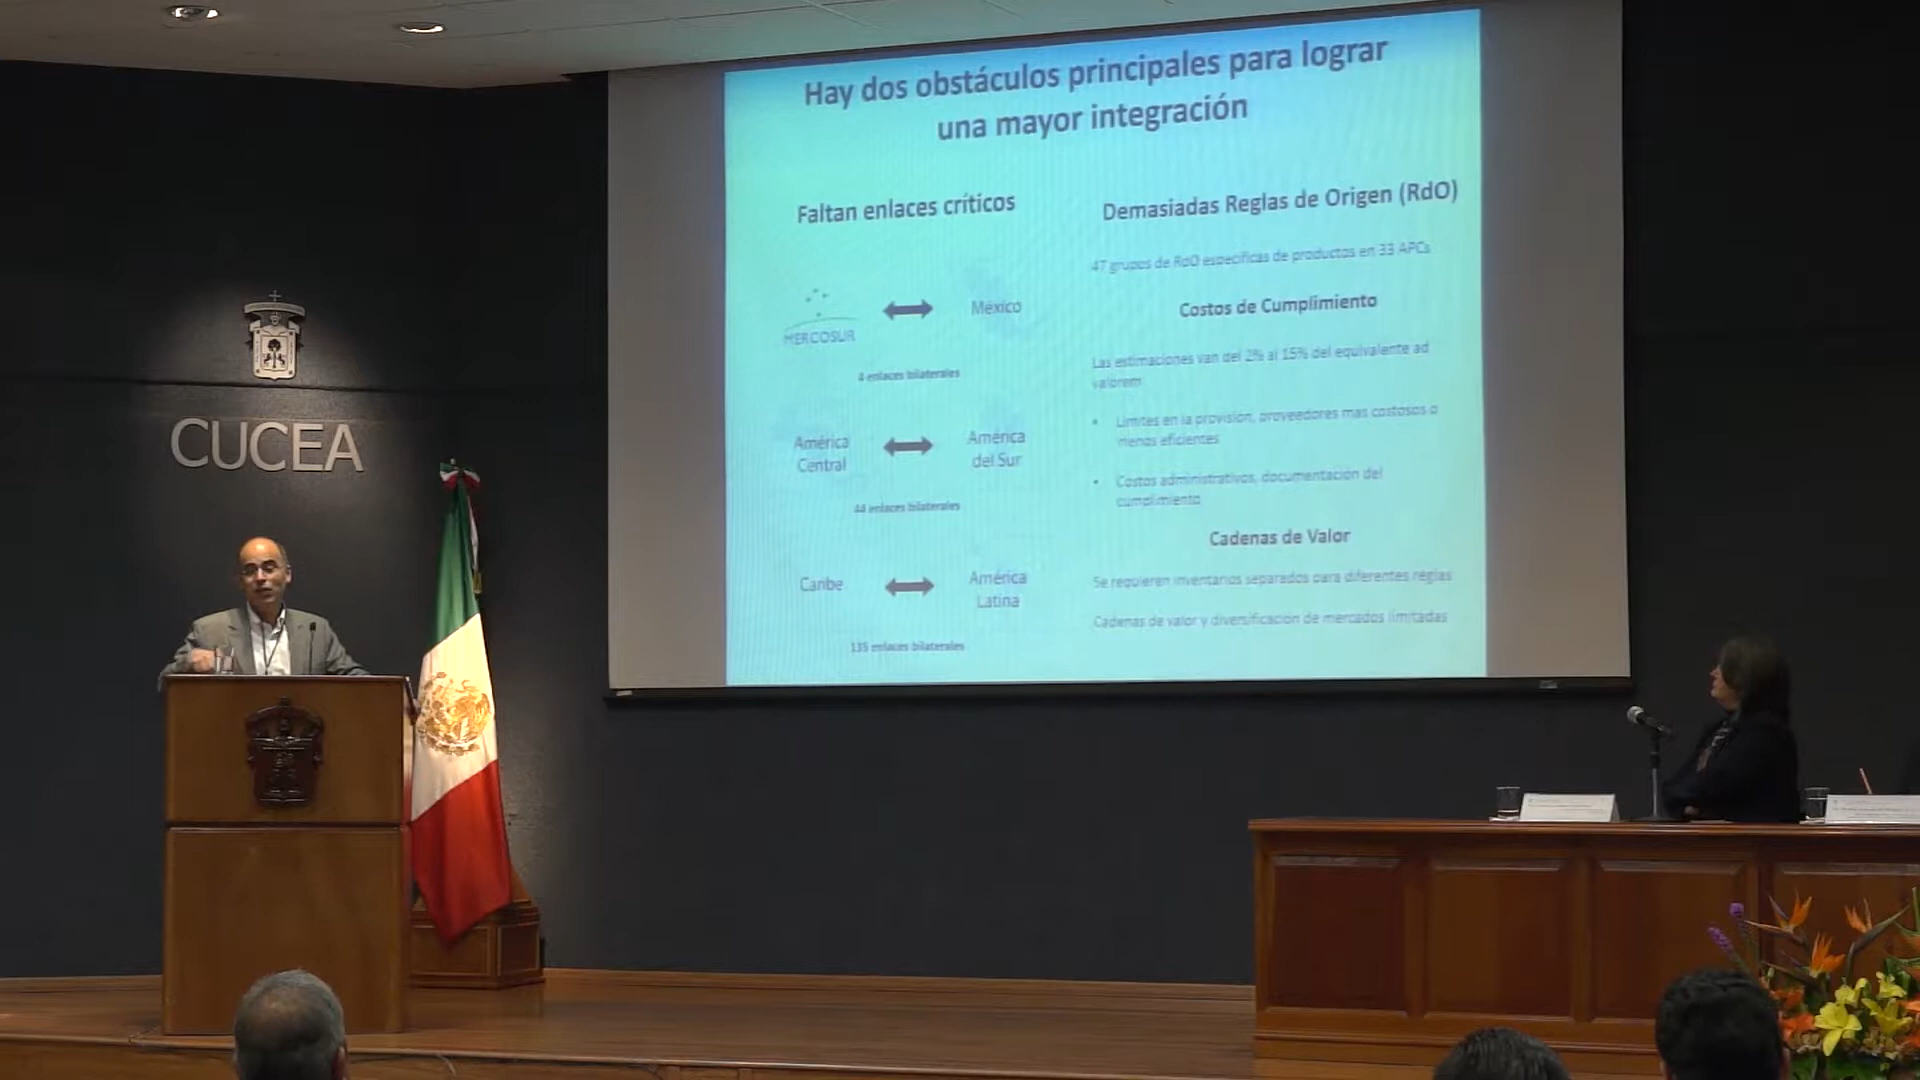 Hay dos obstáculos principales para lograr
una mayor integración
Faltan enlaces críticos
MERCOSUR
México
4 enlaces bilaterales
América
Central
América
del Sur
44 enlaces bilaterales
Caribe
América
Latina
135 enlaces bilaterales
Demasiadas Reglas de Origen (RdO)
47 grupos de RdO especificas de productos en 33 APCs
Costos de Cumplimiento
Las estimaciones van del 2% al 15% del equivalente ad
valorem
• Limites en la provisión, proveedores mas costosos o
menos eficientes
• Costos administrativos, documentación del
cumplimiento
Cadenas de Valor
Se requieren inventarios separados para diferentes reglas
Cadenas de valor y diversificación de mercados limitadas
CUCEA